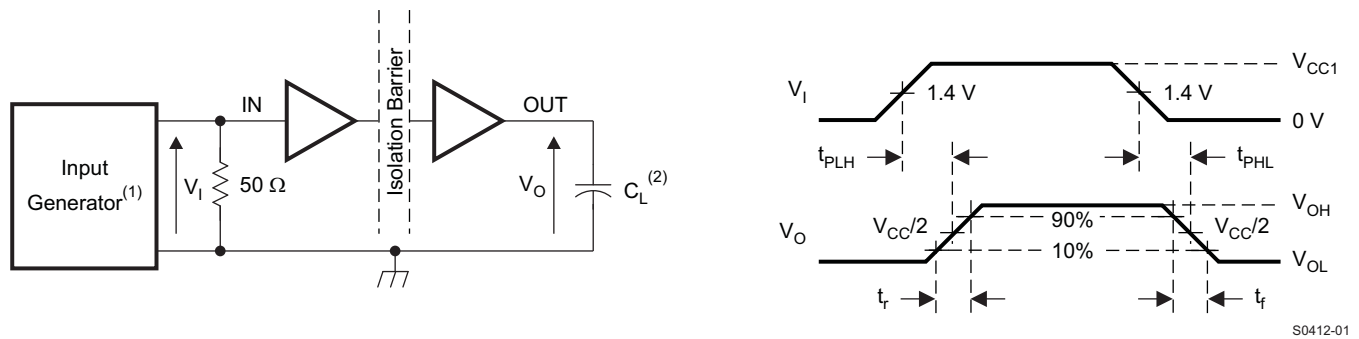 Input
Generator(1)
VI
50 Ω
IN
Isolation Barrier
OUT
VO
CL(2)
VI
1.4 V
1.4 V
VCC1
0 V
tPLH
tPHL
VO
VCC/2
90%
10%
VCC/2
VOH
VOL
tr
tf
S0412-01